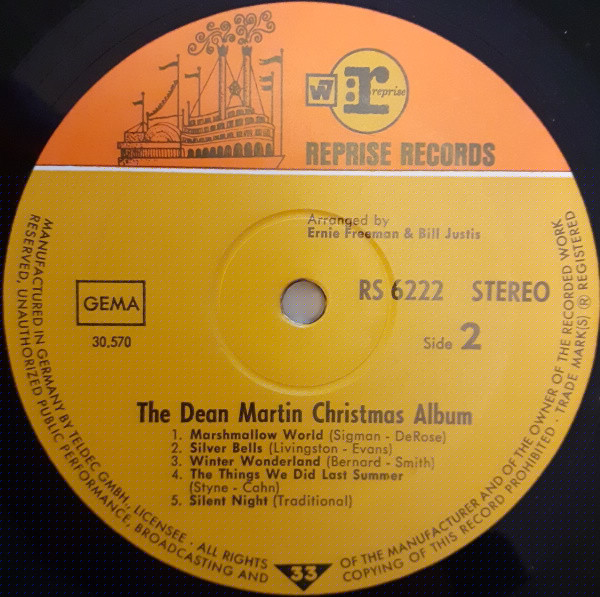 W7 r reprise
REPRISE RECORDS
Arranged by
Ernie Freeman & Bill Justis
GEMA
30,570
RS 6222 STEREO
Side 2
The Dean Martin Christmas Album
1. Marshmallow World (Sigman - DeRose)
2. Silver Bells (Livingston - Evans)
3. Winter Wonderland (Bernard - Smith)
4. The Things We Did Last Summer
(Styne - Cahn)
5. Silent Night (Traditional)
33
MANUFACTURED IN GERMANY BY TELDEC GMBH., LICENSEE · ALL RIGHTS
RESERVED, UNAUTHORIZED PUBLIC PERFORMANCE, BROADCASTING AND
COPYING OF THIS RECORD PROHIBITED · TRADE MARK(S) ® REGISTERED
OF THE MANUFACTURER AND OF THE OWNER OF THE RECORDED WORK